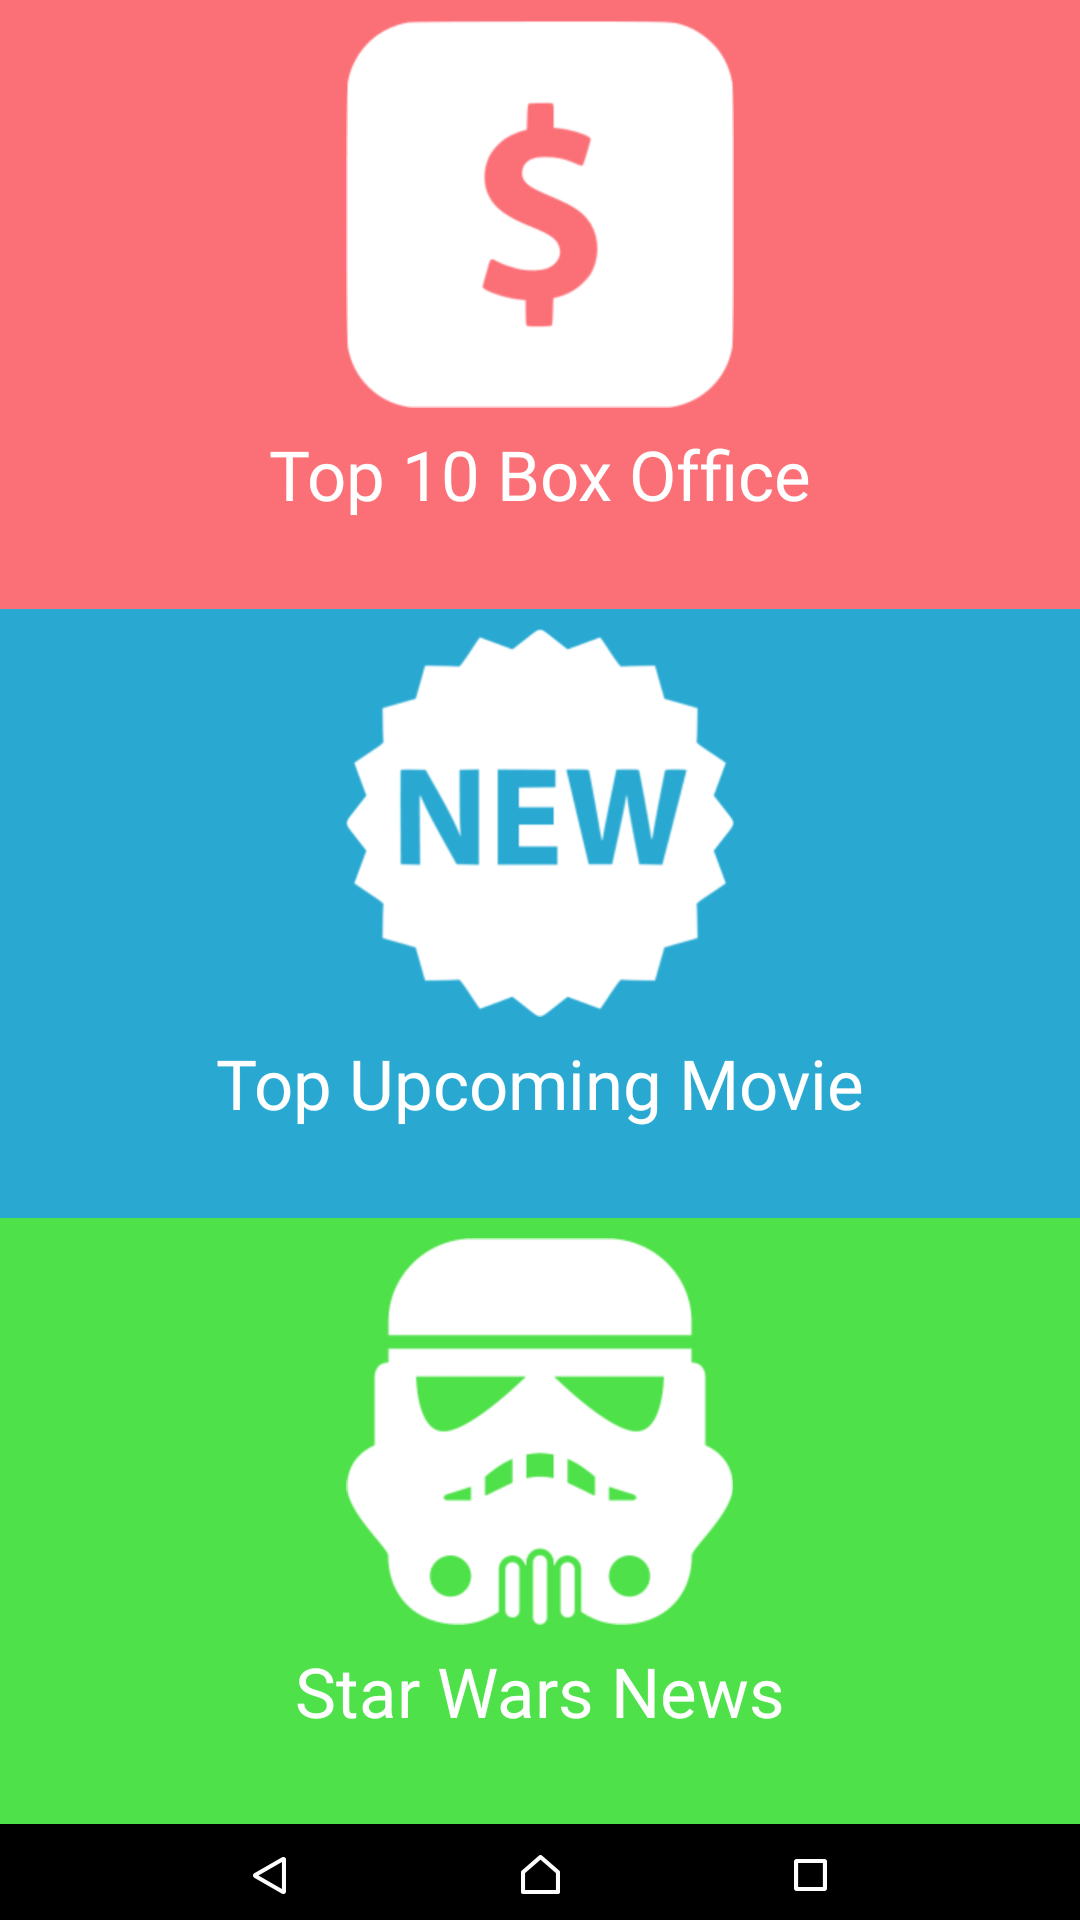 $
Top 10 Box Office
NEW
Top Upcoming Movie
Star Wars News